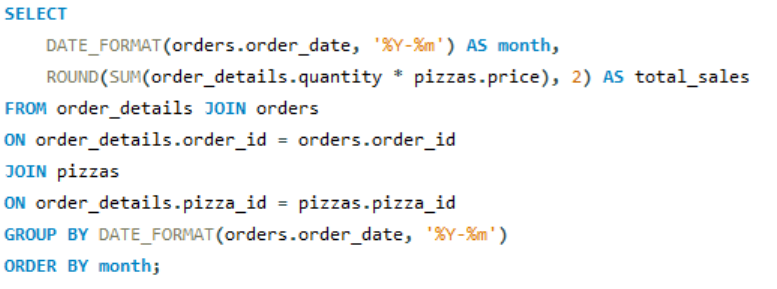 SELECT
    DATE_FORMAT(orders.order_date, '%Y-%m') AS month,
    ROUND(SUM(order_details.quantity * pizzas.price), 2) AS total_sales
FROM order_details JOIN orders
ON order_details.order_id = orders.order_id
JOIN pizzas
ON order_details.pizza_id = pizzas.pizza_id
GROUP BY DATE_FORMAT(orders.order_date, '%Y-%m')
ORDER BY month;